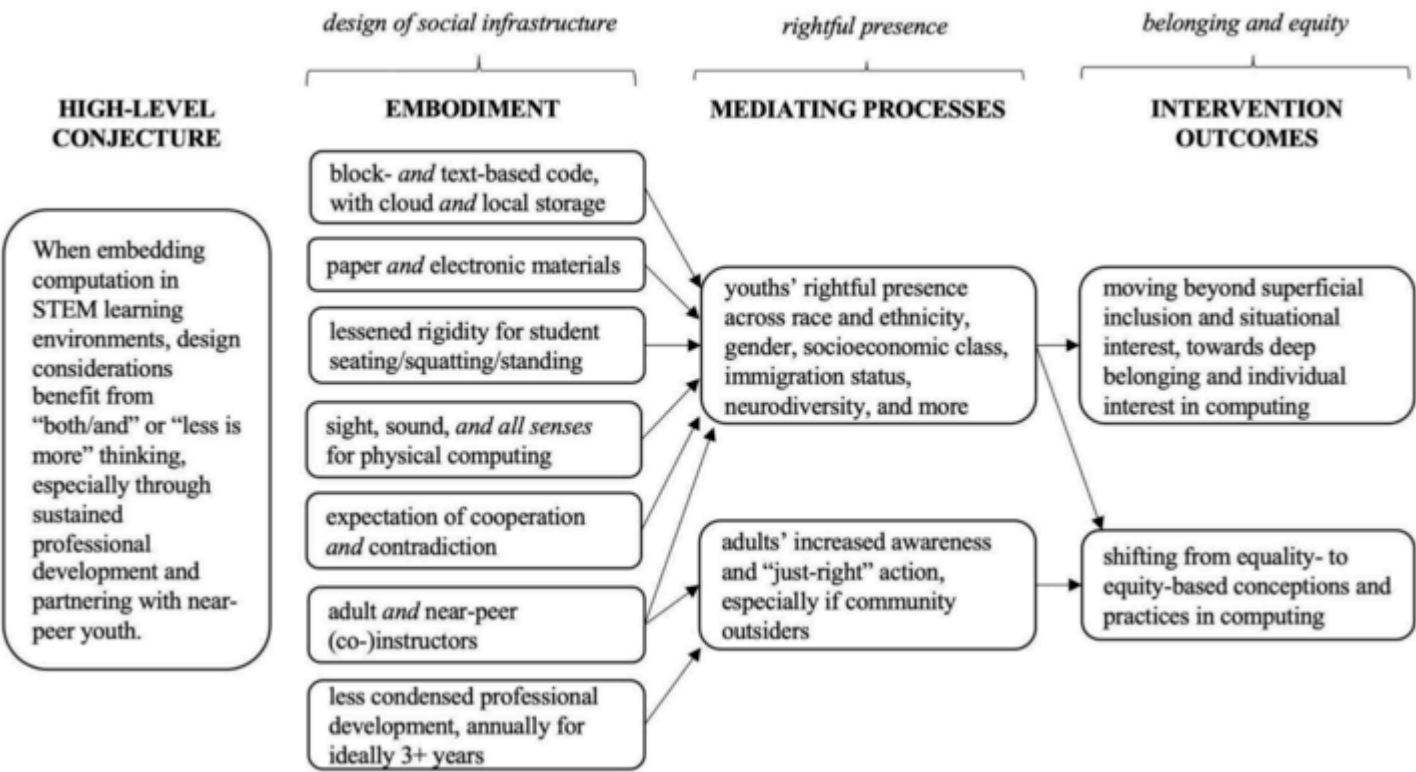 design of social infrastructure
rightful presence
belonging and equity
HIGH-LEVEL
CONJECTURE
EMBODIMENT
MEDIATING PROCESSES
INTERVENTION
OUTCOMES
When embedding
computation in
STEM learning
environments, design
considerations
benefit from
“both/and” or “less is
more” thinking,
especially through
sustained
professional
development and
partnering with near-
peer youth.
block- and text-based code,
with cloud and local storage
paper and electronic materials
lessened rigidity for student
seating/squatting/standing
sight, sound, and all senses
for physical computing
expectation of cooperation
and contradiction
adult and near-peer
(co-)instructors
less condensed professional
development, annually for
ideally 3+ years
youths’ rightful presence
across race and ethnicity,
gender, socioeconomic class,
immigration status,
neurodiversity, and more
adults’ increased awareness
and “just-right” action,
especially if community
outsiders
moving beyond superficial
inclusion and situational
interest, towards deep
belonging and individual
interest in computing
shifting from equality- to
equity-based conceptions and
practices in computing